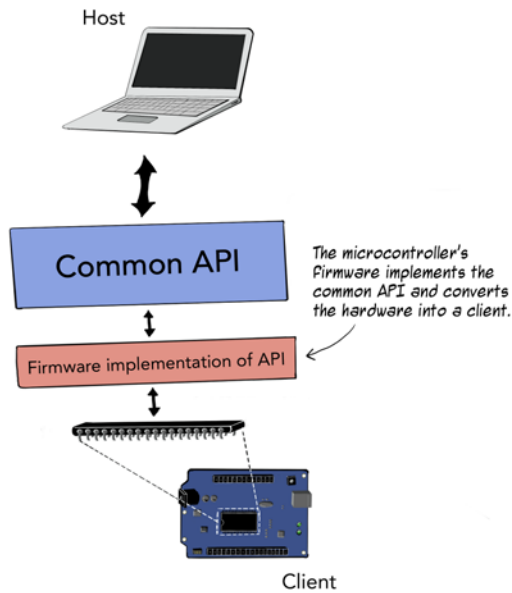 Host
Common API
The microcontroller's
firmware implements the
common API and converts
the hardware into a client.
Firmware implementation of API
Client